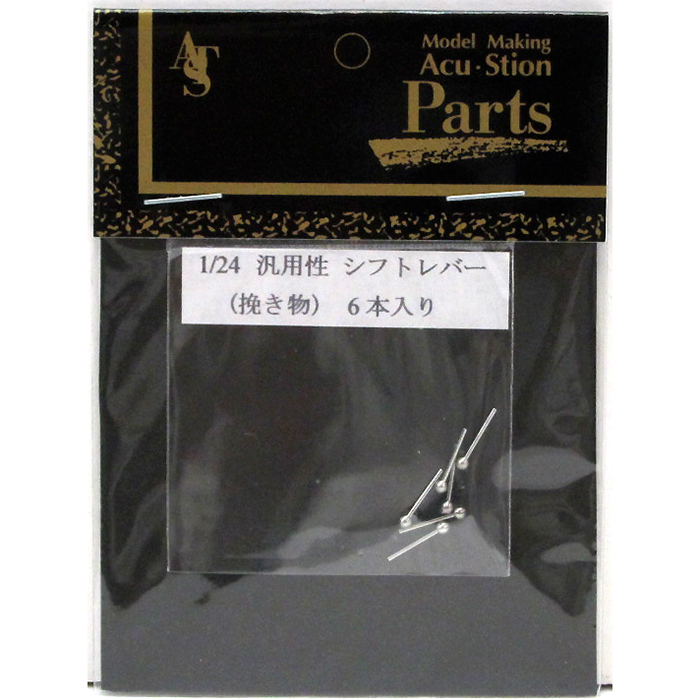 AST
Model Making
Acu・Stion
Parts
1/24 汎用性 シフトレバー
（挽き物） 6本入り